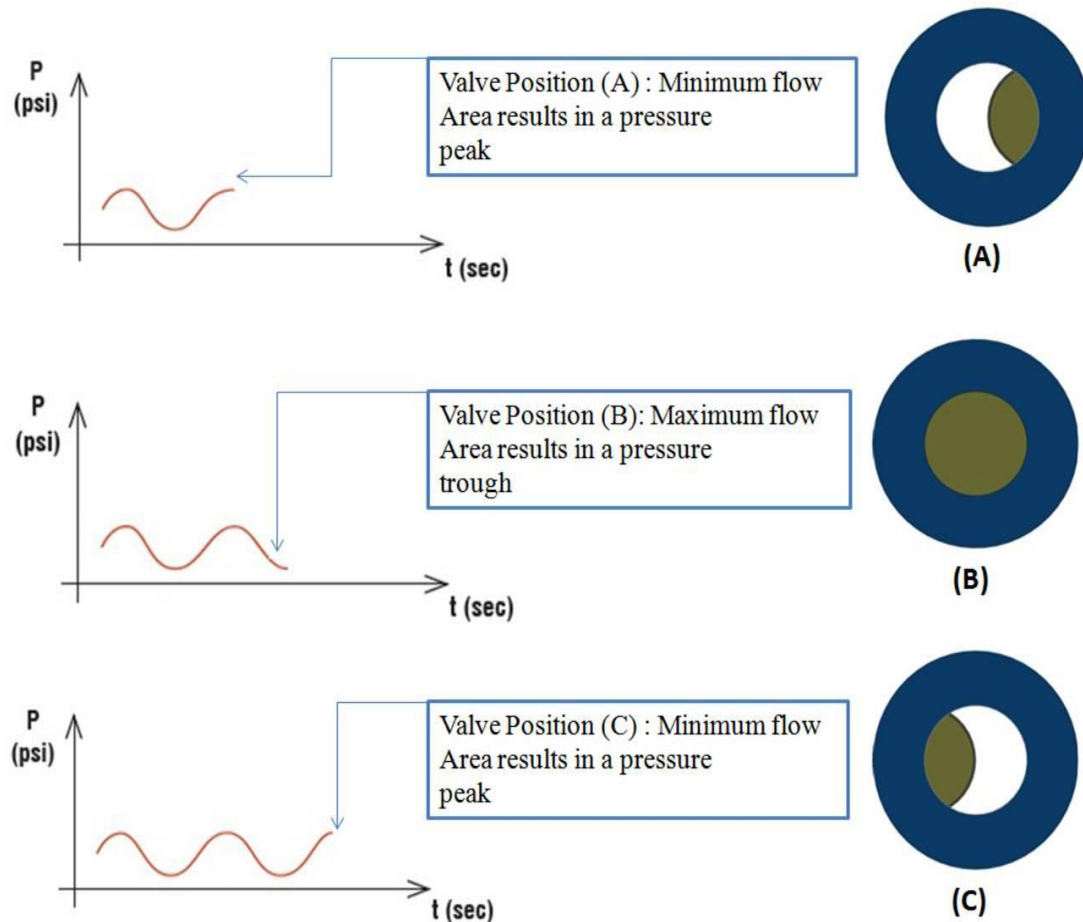 P
(psi)
t (sec)
Valve Position (A) : Minimum flow
Area results in a pressure
peak
(A)
P
(psi)
t (sec)
Valve Position (B): Maximum flow
Area results in a pressure
trough
(B)
P
(psi)
t (sec)
Valve Position (C) : Minimum flow
Area results in a pressure
peak
(C)